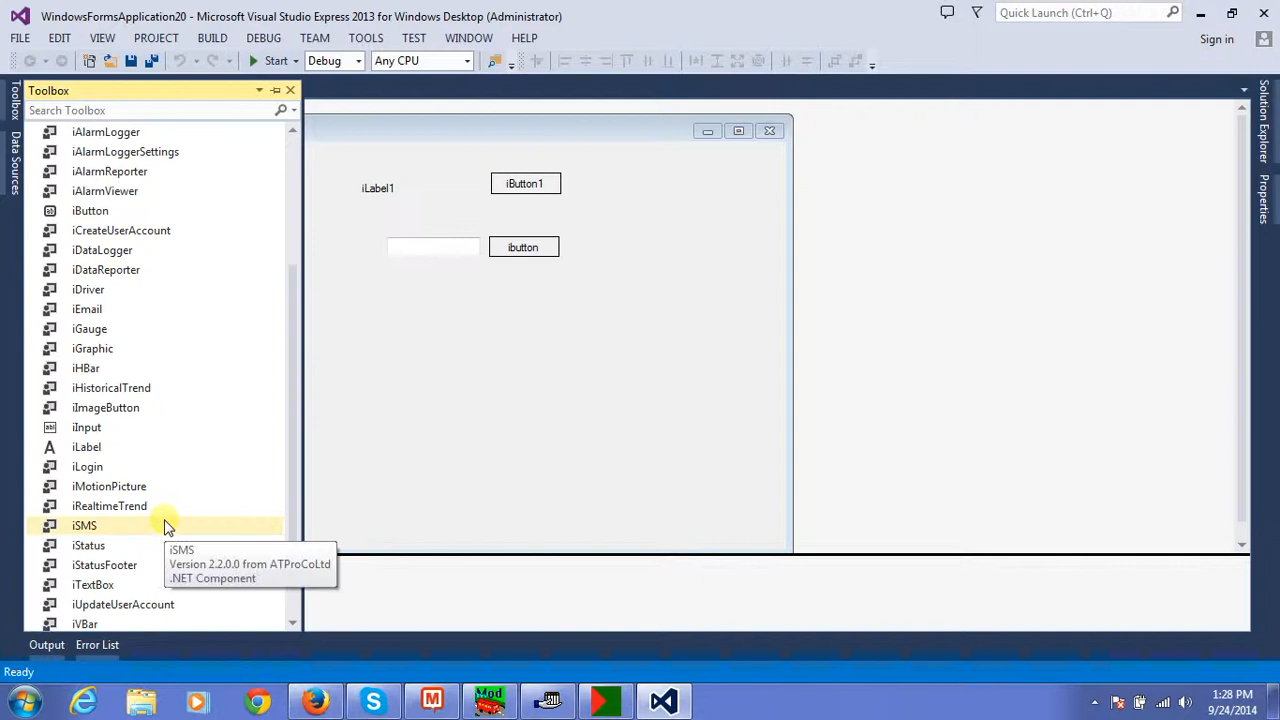 WindowsFormsApplication20 - Microsoft Visual Studio Express 2013 for Windows Desktop (Administrator)
Quick Launch (Ctrl+Q)
FILE EDIT VIEW PROJECT BUILD DEBUG TEAM TOOLS TEST WINDOW HELP
Sign in
Start Debug Any CPU
Toolbox
Data Sources
Toolbox
Search Toolbox
iAlarmLogger
iAlarmLoggerSettings
iAlarmReporter
iAlarmViewer
iButton
iCreateUserAccount
iDataLogger
iDataReporter
iDriver
iEmail
iGauge
iGraphic
iHBar
iHistoricalTrend
iImageButton
iInput
iLabel
iLogin
iMotionPicture
iRealtimeTrend
iSMS
iStatus
iStatusFooter
iTextBox
iUpdateUserAccount
iVBar
iSMS
Version 2.2.0.0 from ATProCoLtd
.NET Component
iLabel1
iButton1
ibutton
Solution Explorer
Properties
Output Error List
Ready
Mod
1:28 PM
9/24/2014